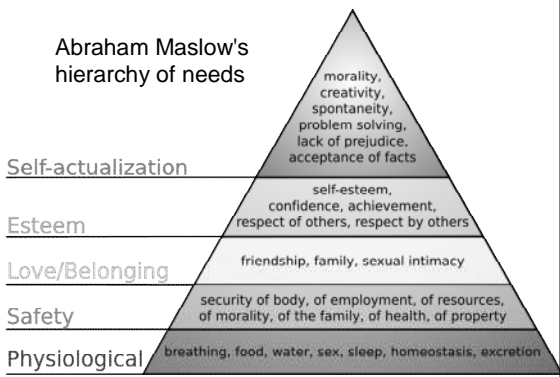 Abraham Maslow's
hierarchy of needs
morality,
creativity,
spontaneity,
problem solving,
lack of prejudice,
acceptance of facts
Self-actualization
self-esteem,
confidence, achievement,
respect of others, respect by others
Esteem
friendship, family, sexual intimacy
Love/Belonging
security of body, of employment, of resources,
of morality, of the family, of health, of property
Safety
Physiological
breathing, food, water, sex, sleep, homeostasis, excretion